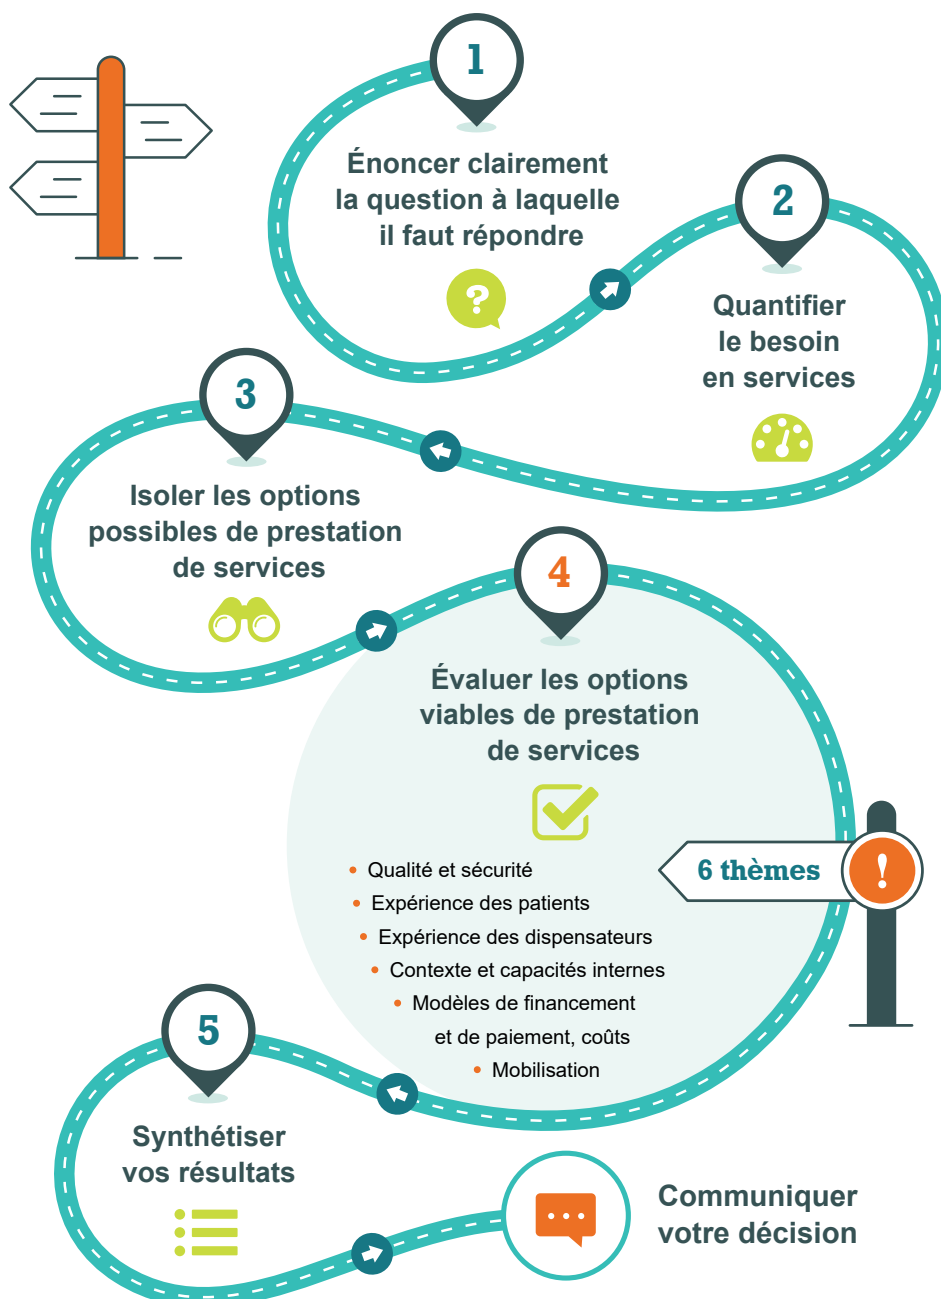 1
Énoncer clairement
la question à laquelle
il faut répondre
?
2
Quantifier
le besoin
en services
3
Isoler les options
possibles de prestation
de services
4
Évaluer les options
viables de prestation
de services
6 thèmes
!
• Qualité et sécurité
• Expérience des patients
• Expérience des dispensateurs
• Contexte et capacités internes
• Modèles de financement
et de paiement, coûts
• Mobilisation
5
Synthétiser
vos résultats
Communiquer
votre décision